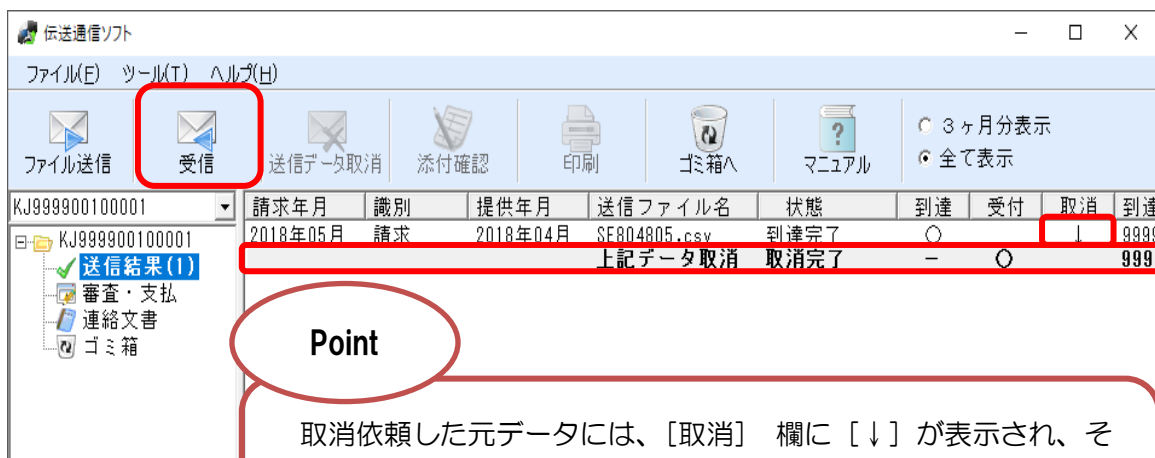 伝送通信ソフト
ファイル(F) ツール(T) ヘルプ(H)
ファイル送信 受信 送信データ取消 添付確認 印刷 ゴミ箱へ マニュアル
3ヶ月分表示
全て表示
KJ999900100001
KJ999900100001
送信結果(1)
審査・支払
連絡文書
ゴミ箱
請求年月 識別 提供年月 送信ファイル名 状態 到達 受付 取消 到達
2018年05月 請求 2018年04月 SE804805.csv 到達完了 ○ ↓ 9999
上記データ取消 取消完了 − ○ 999
Point
取消依頼した元データには、[取消] 欄に [↓] が表示され、そ